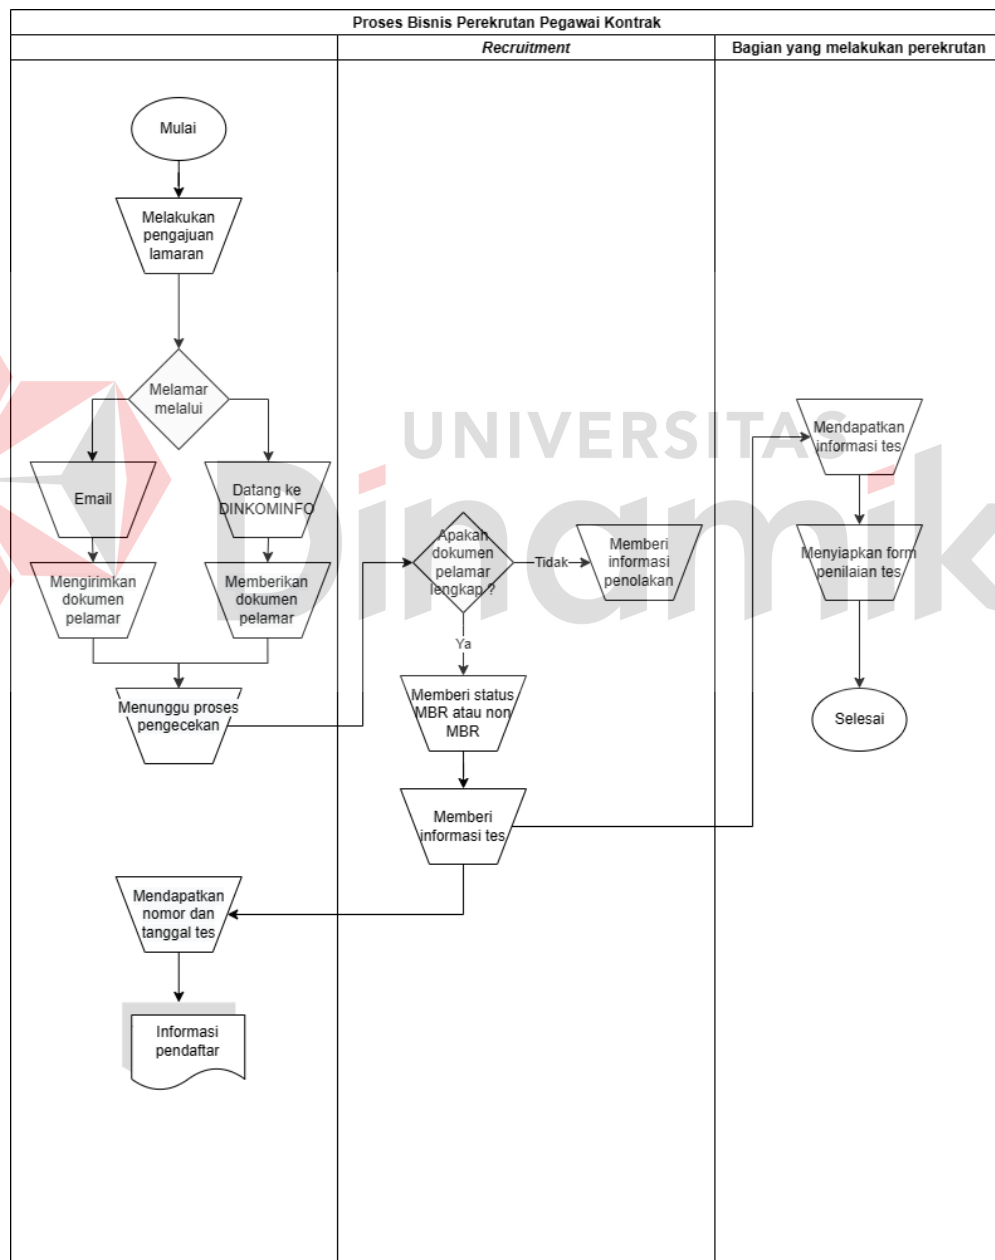 Proses Bisnis Perekrutan Pegawai Kontrak
Recruitment
Bagian yang melakukan perekrutan
Mulai
Melakukan
pengajuan
lamaran
Melamar
melalui
Email
Datang ke
DINKOMINFO
Mengirimkan
dokumen
pelamar
Memberikan
dokumen
pelamar
Menunggu proses
pengecekan
Apakah
dokumen
pelamar
lengkap ?
Tidak
Memberi
informasi
penolakan
Ya
Memberi status
MBR atau non
MBR
Memberi
informasi tes
Mendapatkan
informasi tes
Menyiapkan form
penilaian tes
Selesai
Mendapatkan
nomor dan
tanggal tes
Informasi
pendaftar
UNIVERSITAS
Dinamika